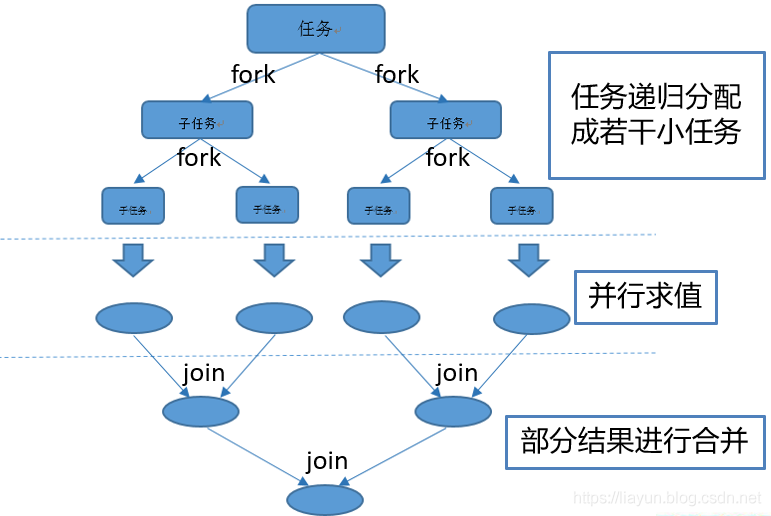 任务
fork
fork
任务递归分配
成若干小任务
子任务
子任务
fork
fork
子任务
子任务
子任务
子任务
并行求值
join
join
部分结果进行合并
join
https://liayun.blog.csdn.net